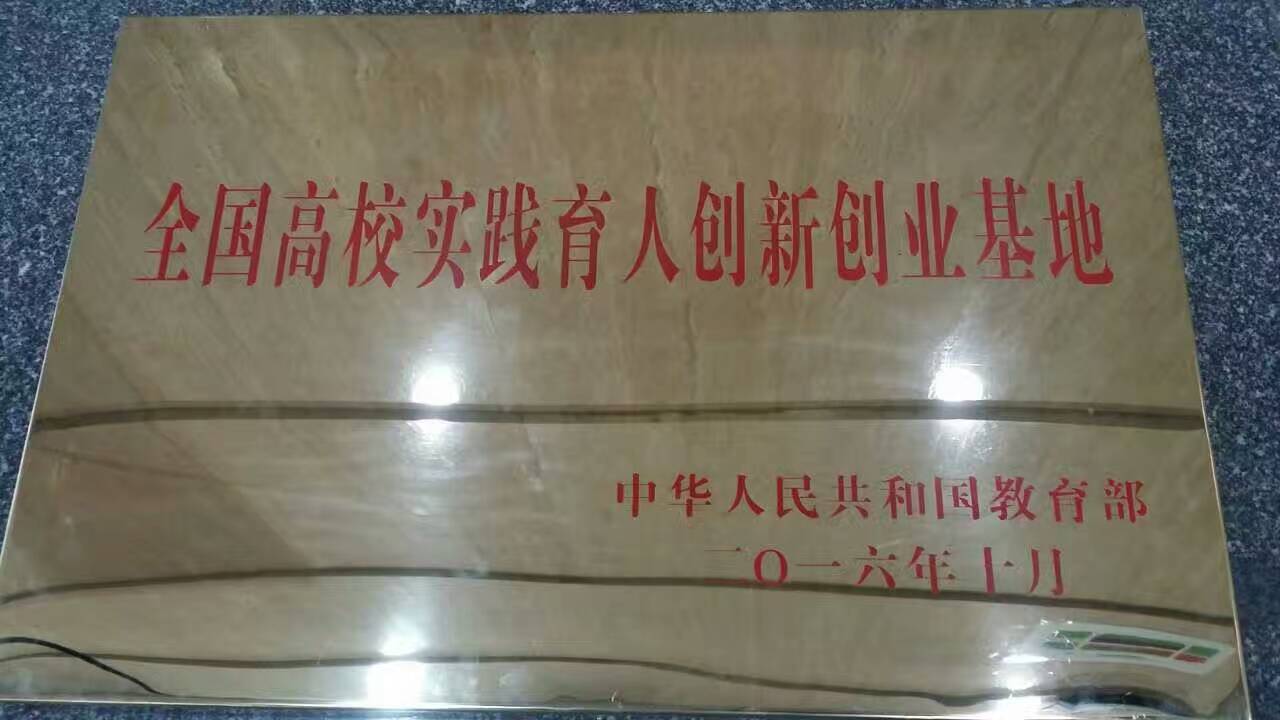 全国高校实践育人创新创业基地
中华人民共和国教育部
二〇一六年十月